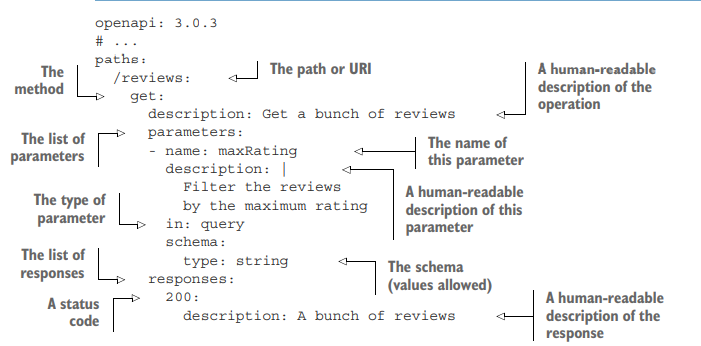 openapi: 3.0.3
# ...
paths:
/reviews:
The path or URI
The
method
get:
A human-readable
description of the
operation
description: Get a bunch of reviews
The list of
parameters
parameters:
- name: maxRating
The name of
this parameter
description: |
Filter the reviews
by the maximum rating
A human-readable
description of this
parameter
The type of
parameter
in: query
schema:
type: string
The schema
(values allowed)
The list of
responses
responses:
A status
code
200:
description: A bunch of reviews
A human-readable
description of the
response